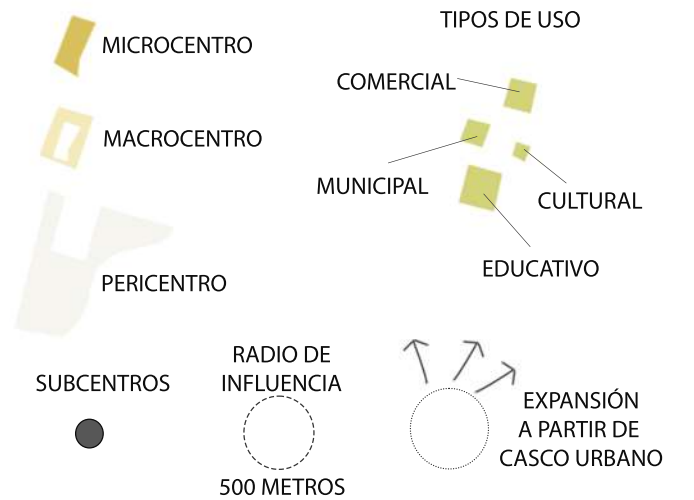 MICROCENTRO
MACROCENTRO
PERICENTRO
TIPOS DE USO
COMERCIAL
MUNICIPAL
CULTURAL
EDUCATIVO
SUBCENTROS
RADIO DE
INFLUENCIA
500 METROS
EXPANSIÓN
A PARTIR DE
CASCO URBANO